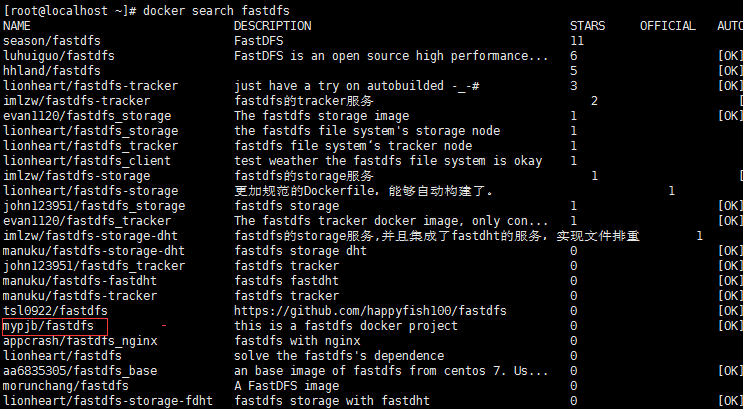 [root@localhost ~]# docker search fastdfs
NAME DESCRIPTION STARS OFFICIAL AUTO
season/fastdfs FastDFS 11
luhuiguo/fastdfs FastDFS is an open source high performance... 6 [OK]
hhland/fastdfs 5 [OK]
lionheart/fastdfs-tracker just have a try on autobuilded -_-# 3 [OK]
imlzw/fastdfs-tracker fastdfs的tracker服务 2 [
evan1120/fastdfs_storage The fastdfs storage image 1 [OK]
lionheart/fastdfs_storage the fastdfs file system's storage node 1
lionheart/fastdfs_tracker fastdfs file system‘s tracker node 1
lionheart/fastdfs_client test weather the fastdfs file system is okay 1
imlzw/fastdfs-storage fastdfs的storage服务 1 [
lionheart/fastdfs-storage 更加规范的Dockerfile，能够自动构建了。 1
john123951/fastdfs_storage fastdfs storage 1 [OK]
evan1120/fastdfs_tracker The fastdfs tracker docker image, only con... 1 [OK]
imlzw/fastdfs-storage-dht fastdfs的storage服务,并且集成了fastdht的服务，实现文件排重 1
manuku/fastdfs-storage-dht fastdfs storage dht 0 [OK]
john123951/fastdfs_tracker fastdfs tracker 0 [OK]
manuku/fastdfs-fastdht fastdfs fastdht 0 [OK]
manuku/fastdfs-tracker fastdfs tracker 0 [OK]
tsl0922/fastdfs https://github.com/happyfish100/fastdfs 0 [OK]
mypjb/fastdfs this is a fastdfs docker project 0 [OK]
appcrash/fastdfs_nginx fastdfs with nginx 0
lionheart/fastdfs solve the fastdfs's dependence 0
aa6835305/fastdfs_base an base image of fastdfs from centos 7. Us... 0 [OK]
morunchang/fastdfs A FastDFS image 0
lionheart/fastdfs-storage-fdht fastdfs storage with fastdht 0 [OK]